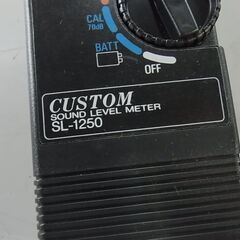 CAL
70dB
BATT
OFF
CUSTOM
SOUND LEVEL METER
SL-1250